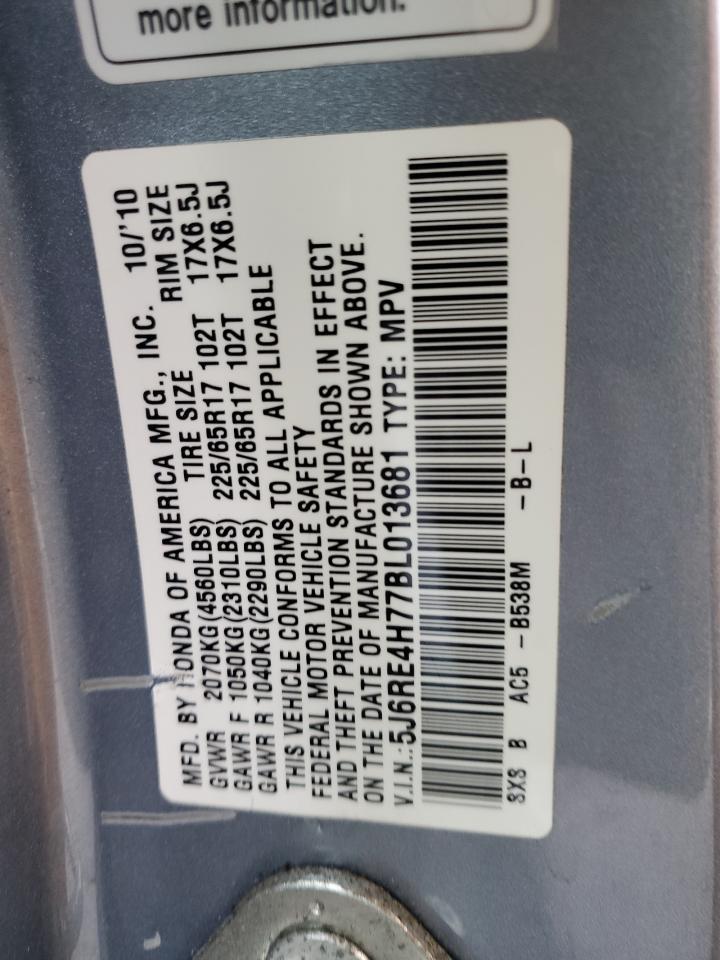 more information.
MFD. BY HONDA OF AMERICA MFG., INC. 10/'10
GVWR 2070KG(4560LBS) TIRE SIZE RIM SIZE
GAWR F 1050KG(2310LBS) 225/65R17 102T 17X6.5J
GAWR R 1040KG(2290LBS) 225/65R17 102T 17X6.5J
THIS VEHICLE CONFORMS TO ALL APPLICABLE
FEDERAL MOTOR VEHICLE SAFETY
AND THEFT PREVENTION STANDARDS IN EFFECT
ON THE DATE OF MANUFACTURE SHOWN ABOVE.
V.I.N.:5J6RE4H77BL013681 TYPE: MPV
SX8 B AC5 -B538M -B-L